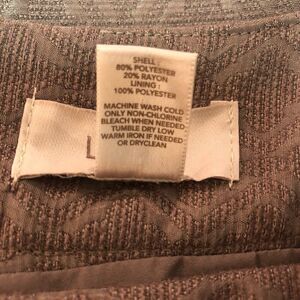 SHELL :
80% POLYESTER
20% RAYON
LINING :
100% POLYESTER
MACHINE WASH COLD
ONLY NON-CHLORINE
BLEACH WHEN NEEDED
TUMBLE DRY LOW
WARM IRON IF NEEDED
OR DRYCLEAN
L